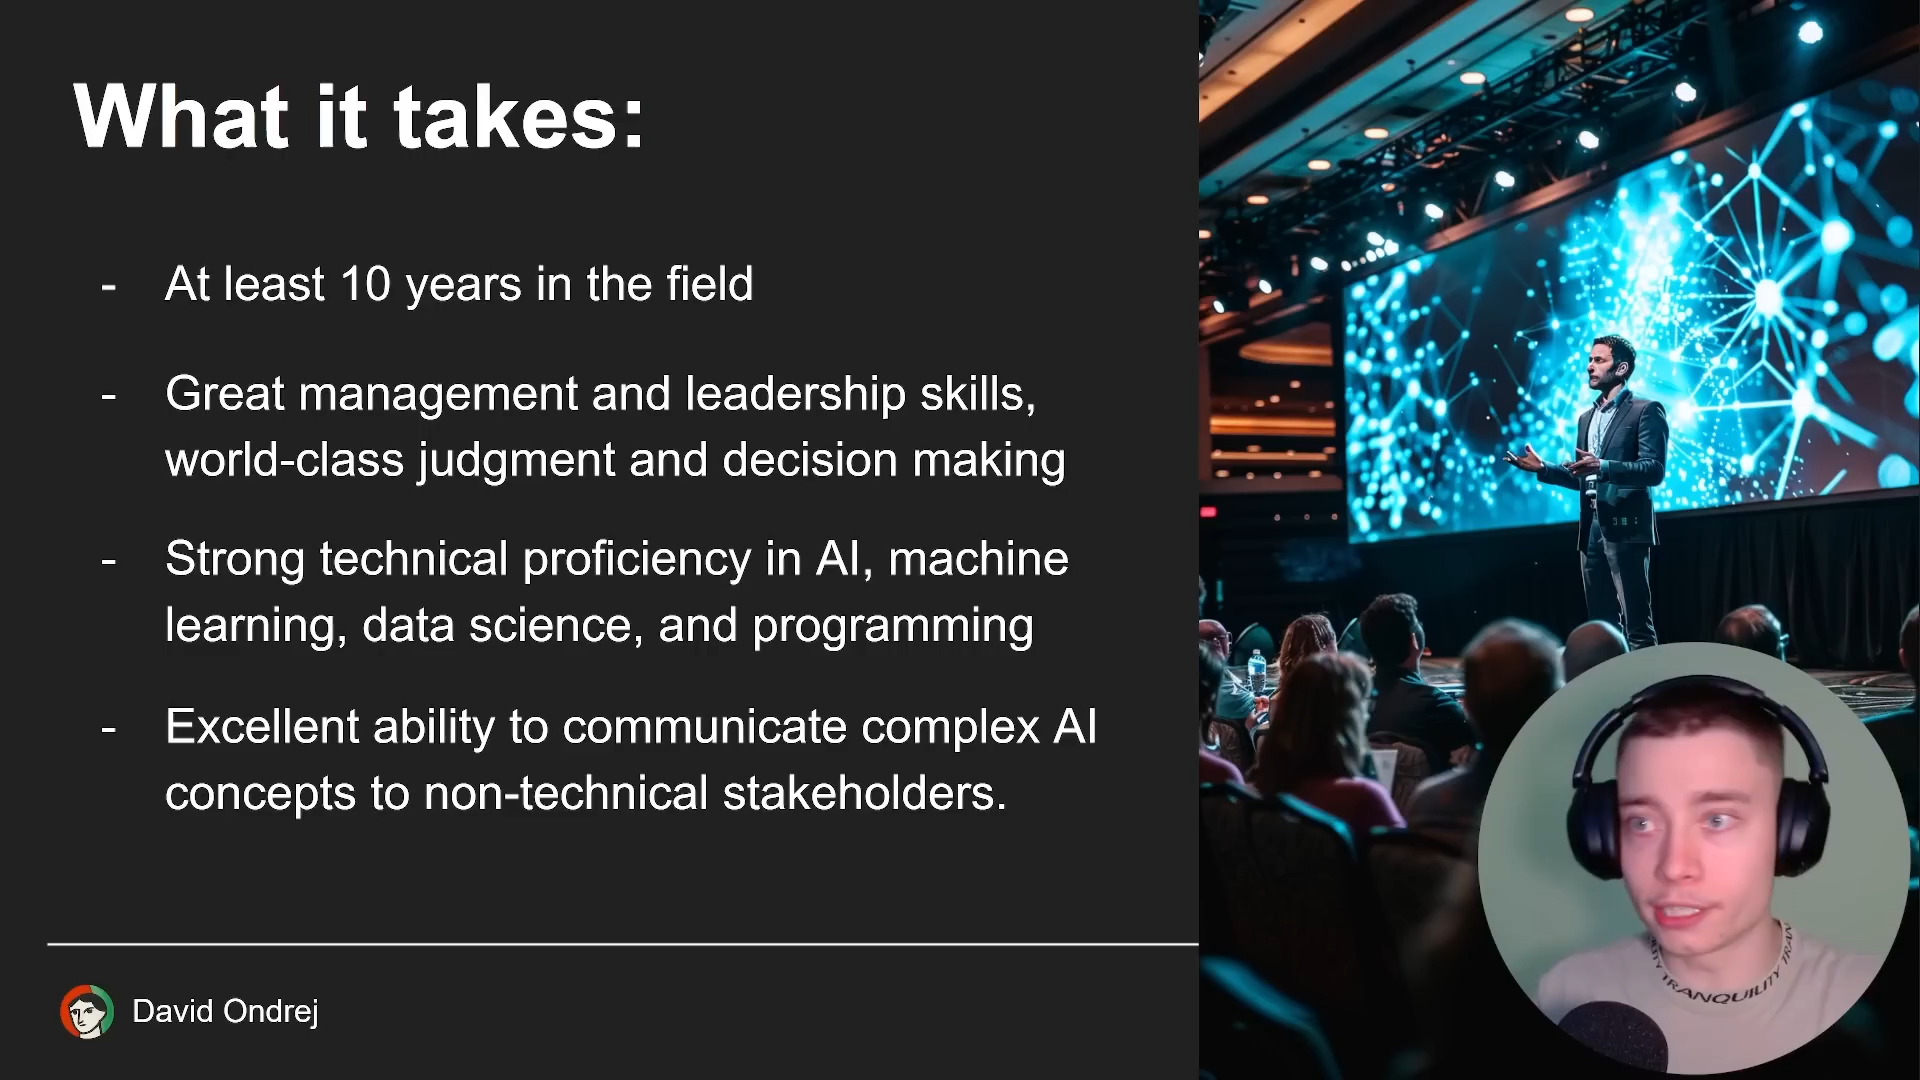 What it takes:
- At least 10 years in the field
- Great management and leadership skills,
world-class judgment and decision making
- Strong technical proficiency in AI, machine
learning, data science, and programming
- Excellent ability to communicate complex AI
concepts to non-technical stakeholders.
David Ondrej
TRANQUILITY TRAN